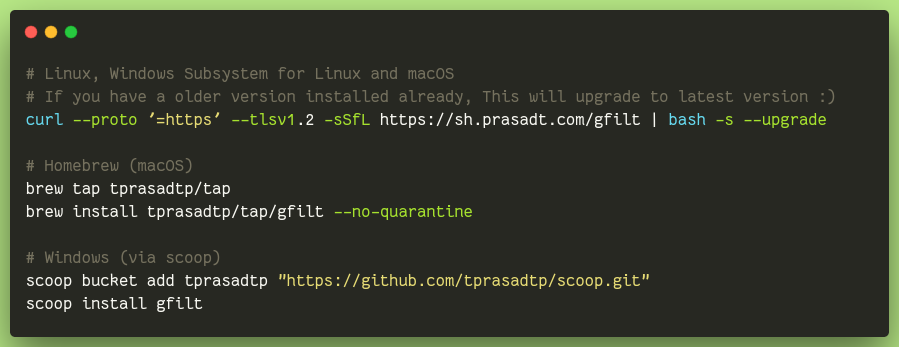 # Linux, Windows Subsystem for Linux and macOS
# If you have a older version installed already, This will upgrade to latest version :)
curl --proto '=https' --tlsv1.2 -sSfL https://sh.prasadt.com/gfilt | bash -s --upgrade
# Homebrew (macOS)
brew tap tprasadtp/tap
brew install tprasadtp/tap/gfilt --no-quarantine
# Windows (via scoop)
scoop bucket add tprasadtp "https://github.com/tprasadtp/scoop.git"
scoop install gfilt